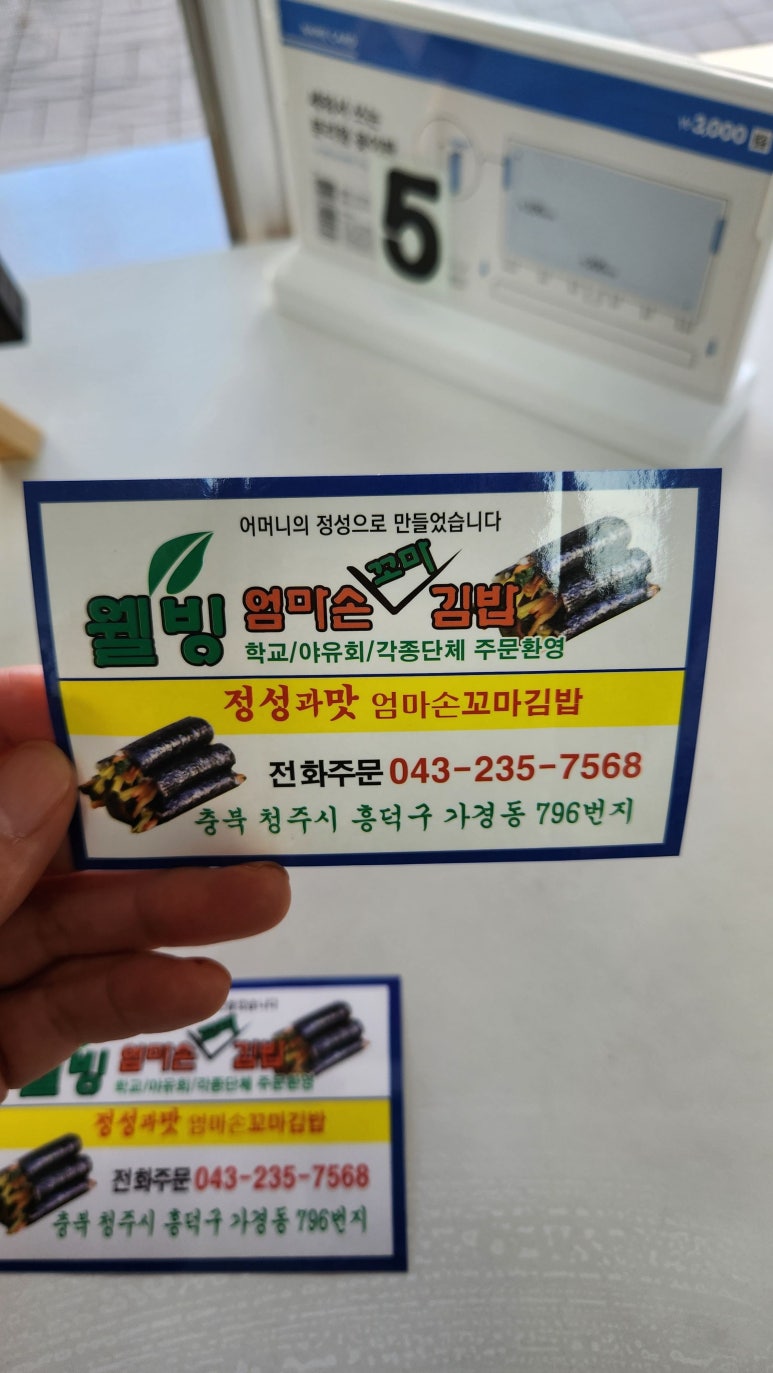 ₩3,000
5
어머니의 정성으로 만들었습니다
웰빙 엄마손 꼬마 김밥
학교/야유회/각종단체 주문환영
정성과맛 엄마손꼬마김밥
전화주문 043-235-7568
충북 청주시 흥덕구 가경동 796번지
빙 엄마손 꼬마 김밥
학교/야유회/각종단체 주문환영
정성과맛 엄마손꼬마김밥
전화주문 043-235-7568
충북 청주시 흥덕구 가경동 796번지